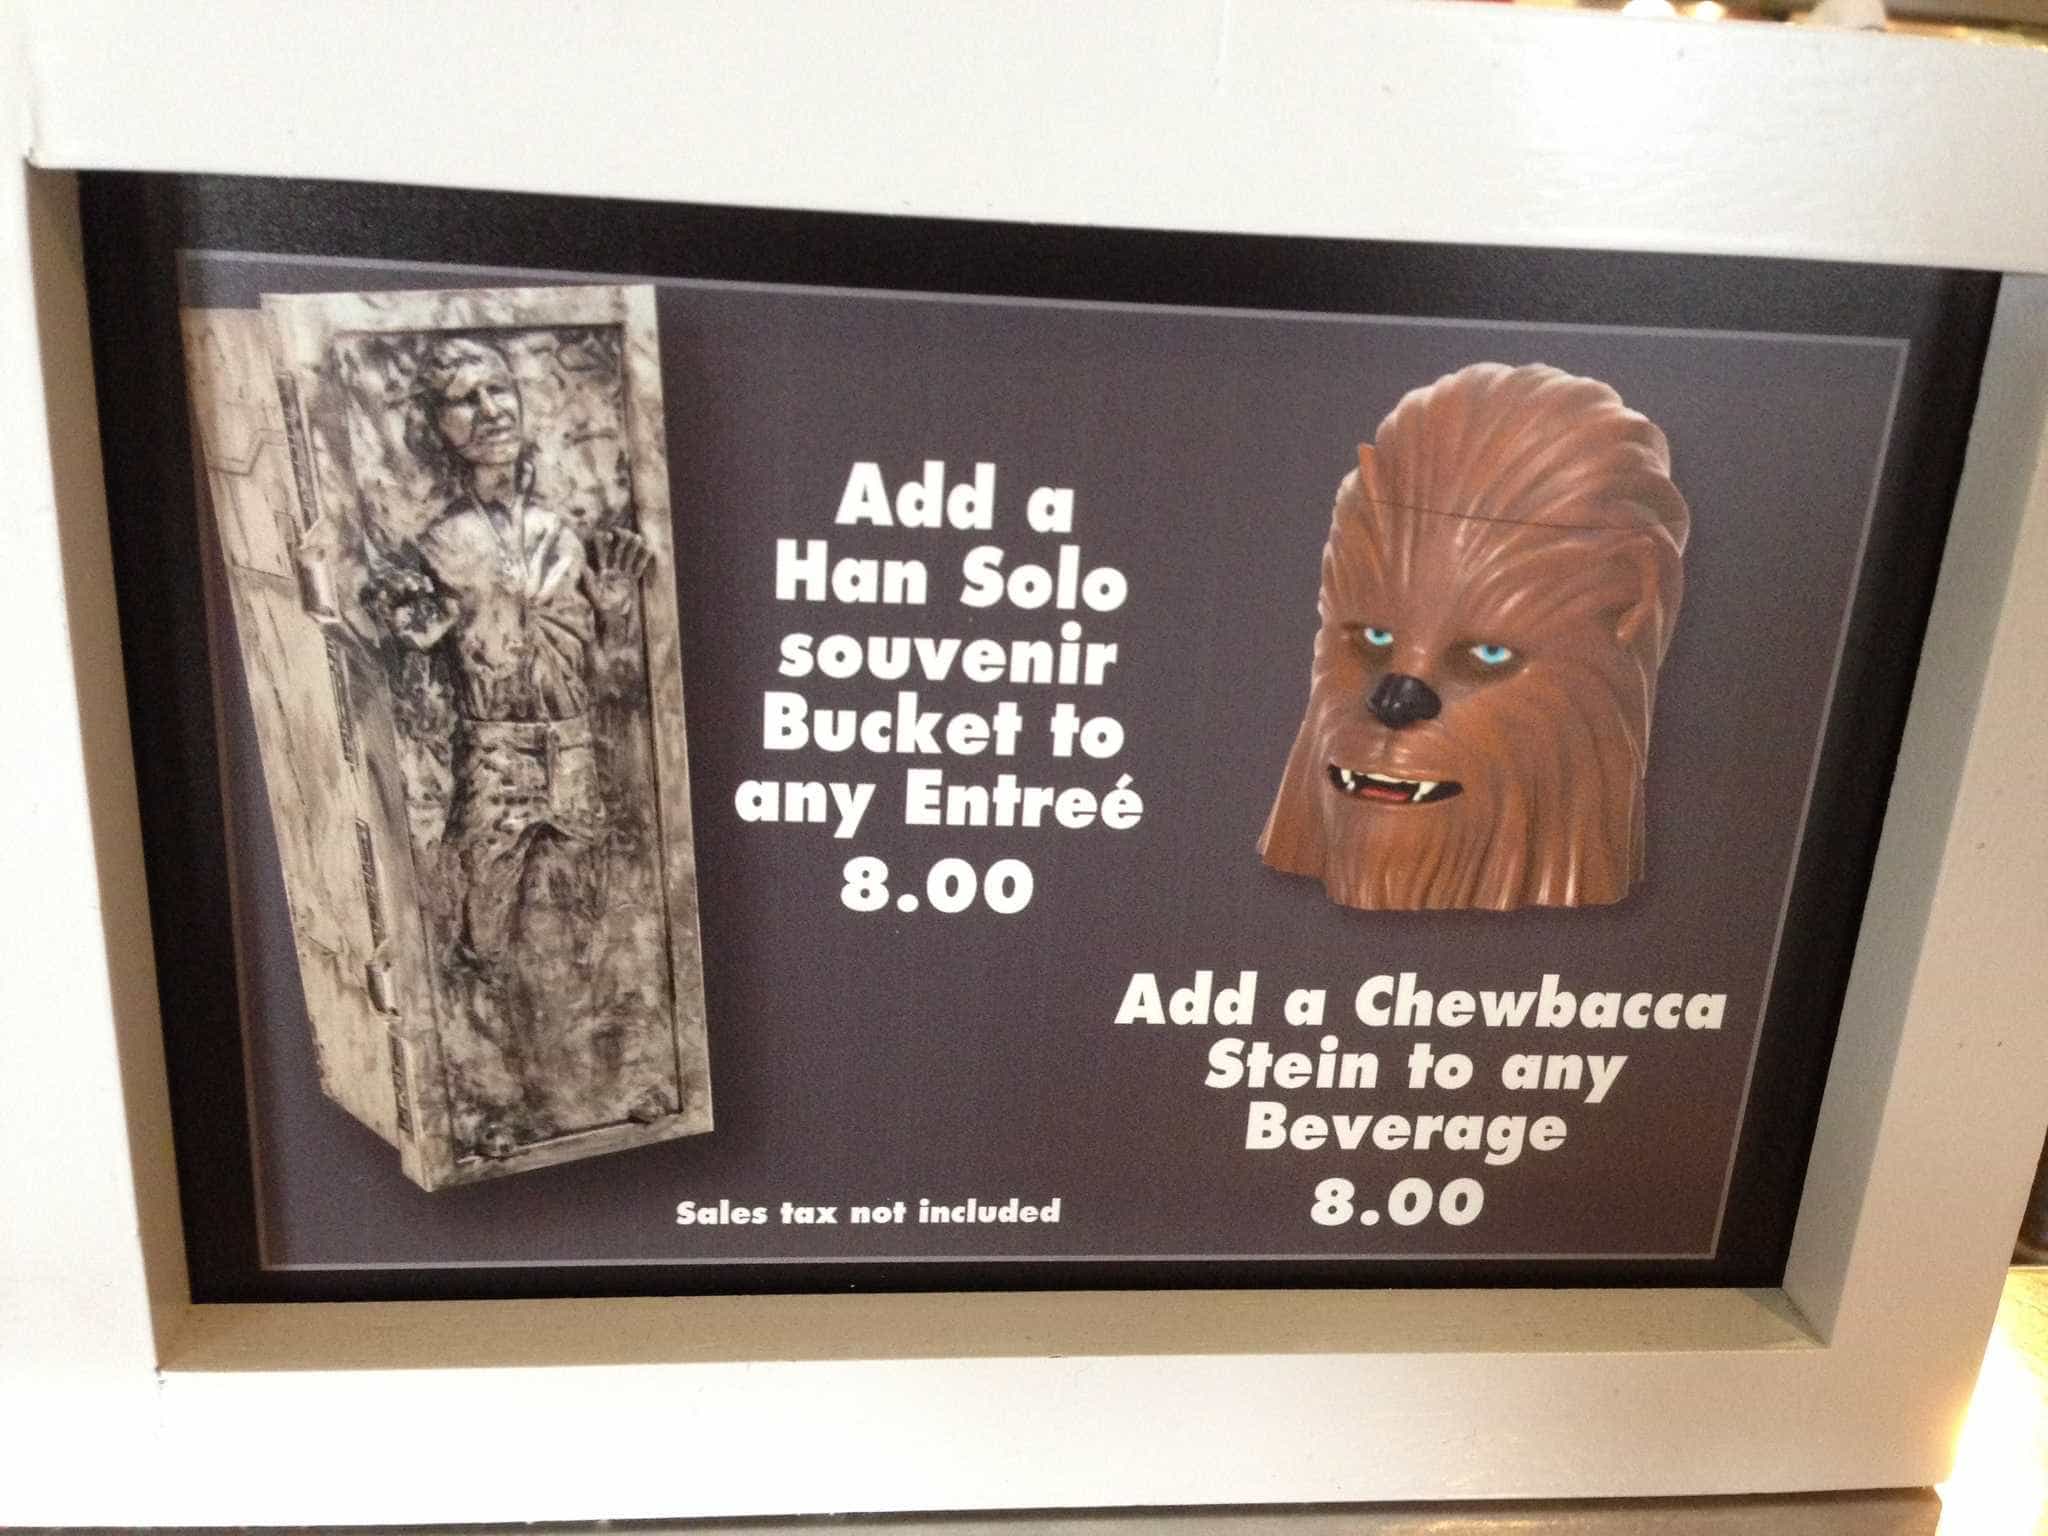 Add a
Han Solo
souvenir
Bucket to
any Entreé
8.00
Add a Chewbacca
Stein to any
Beverage
8.00
Sales tax not included